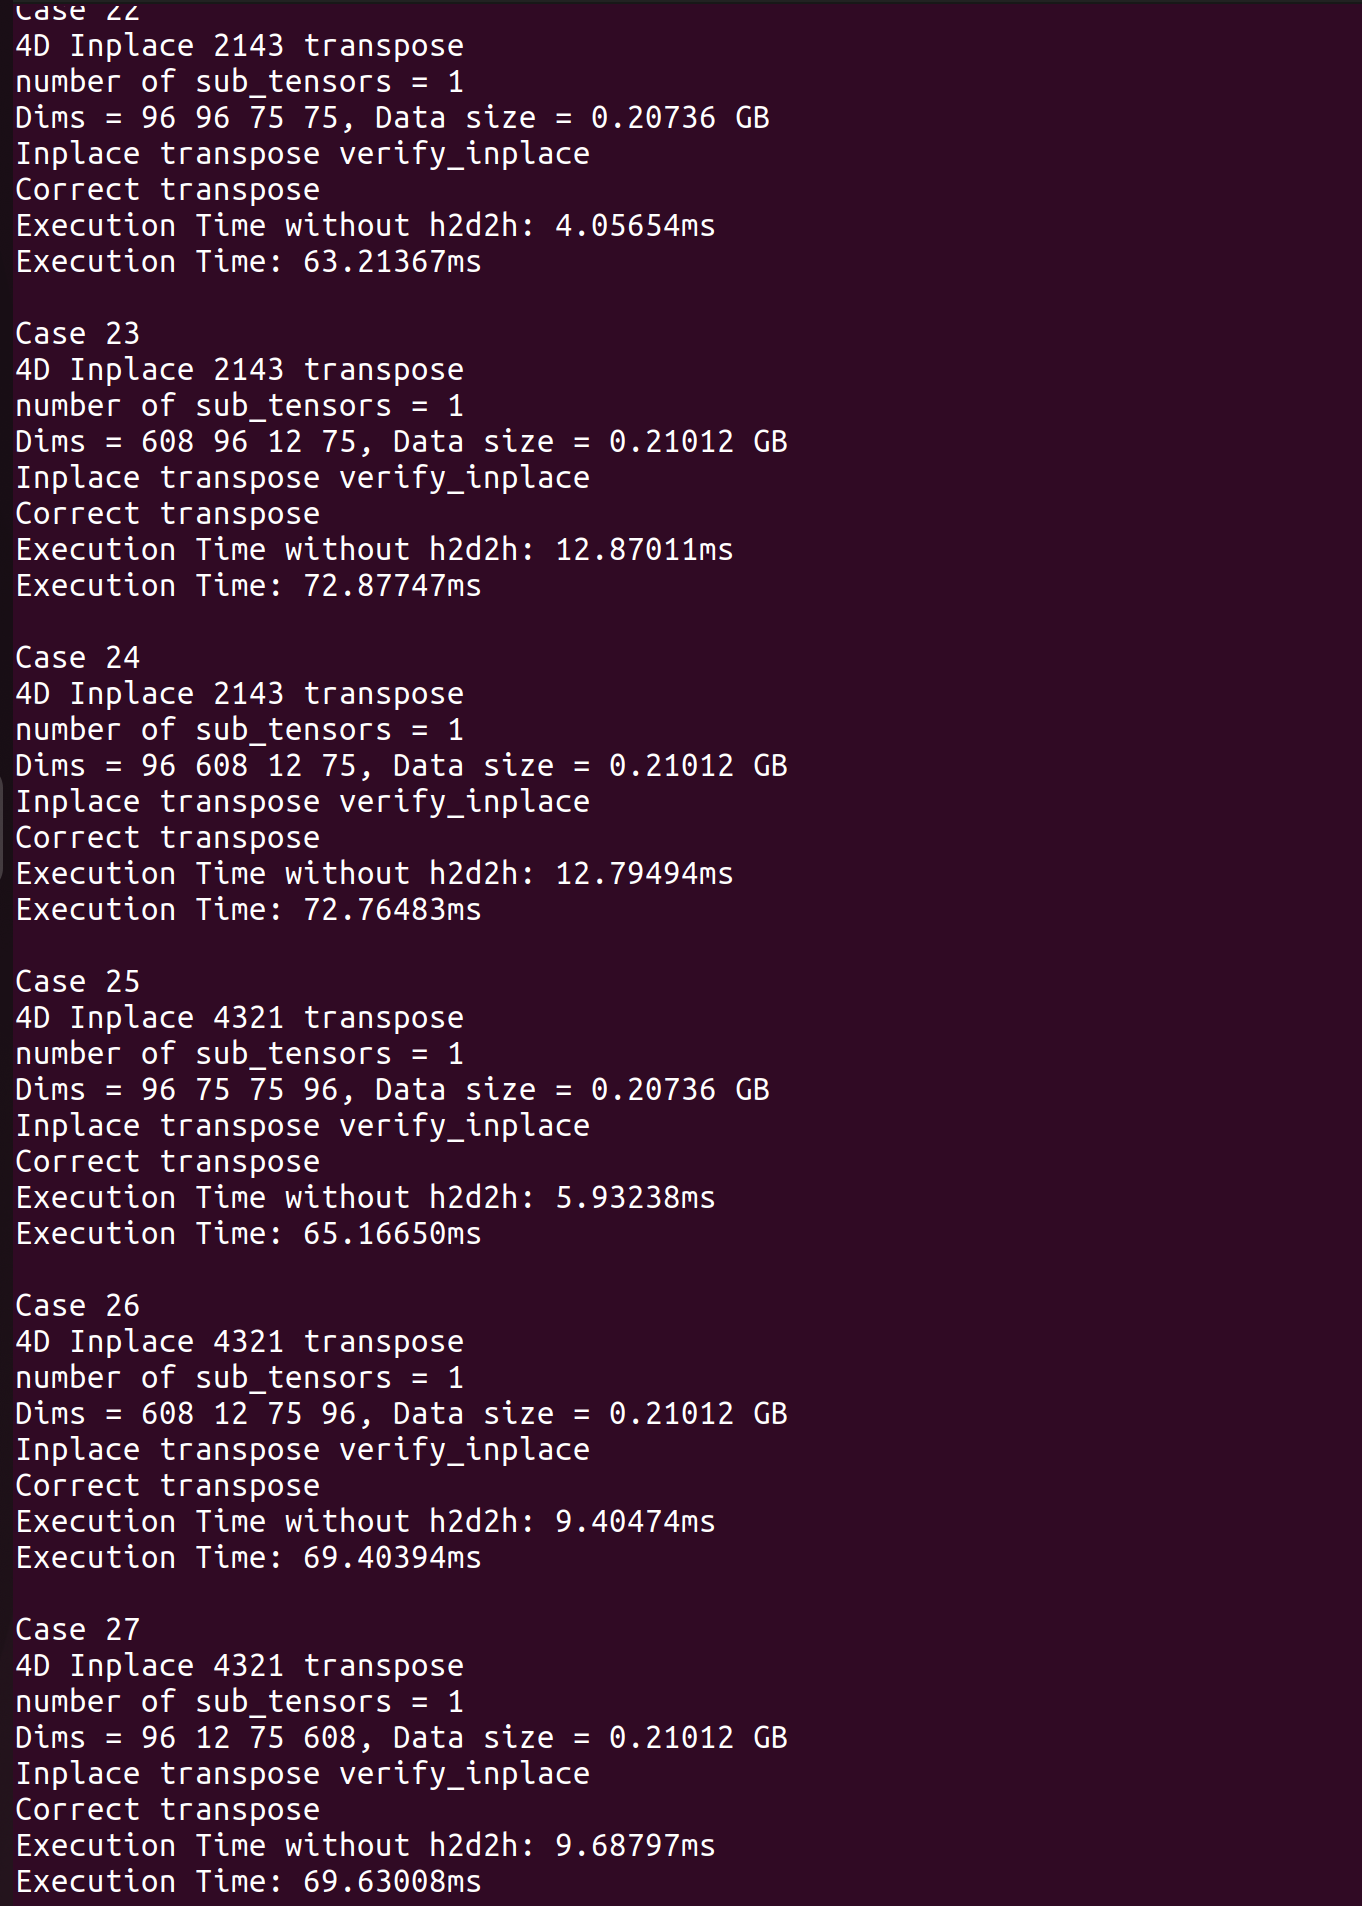 Case 22
4D Inplace 2143 transpose
number of sub_tensors = 1
Dims = 96 96 75 75, Data size = 0.20736 GB
Inplace transpose verify_inplace
Correct transpose
Execution Time without h2d2h: 4.05654ms
Execution Time: 63.21367ms
Case 23
4D Inplace 2143 transpose
number of sub_tensors = 1
Dims = 608 96 12 75, Data size = 0.21012 GB
Inplace transpose verify_inplace
Correct transpose
Execution Time without h2d2h: 12.87011ms
Execution Time: 72.87747ms
Case 24
4D Inplace 2143 transpose
number of sub_tensors = 1
Dims = 96 608 12 75, Data size = 0.21012 GB
Inplace transpose verify_inplace
Correct transpose
Execution Time without h2d2h: 12.79494ms
Execution Time: 72.76483ms
Case 25
4D Inplace 4321 transpose
number of sub_tensors = 1
Dims = 96 75 75 96, Data size = 0.20736 GB
Inplace transpose verify_inplace
Correct transpose
Execution Time without h2d2h: 5.93238ms
Execution Time: 65.16650ms
Case 26
4D Inplace 4321 transpose
number of sub_tensors = 1
Dims = 608 12 75 96, Data size = 0.21012 GB
Inplace transpose verify_inplace
Correct transpose
Execution Time without h2d2h: 9.40474ms
Execution Time: 69.40394ms
Case 27
4D Inplace 4321 transpose
number of sub_tensors = 1
Dims = 96 12 75 608, Data size = 0.21012 GB
Inplace transpose verify_inplace
Correct transpose
Execution Time without h2d2h: 9.68797ms
Execution Time: 69.63008ms